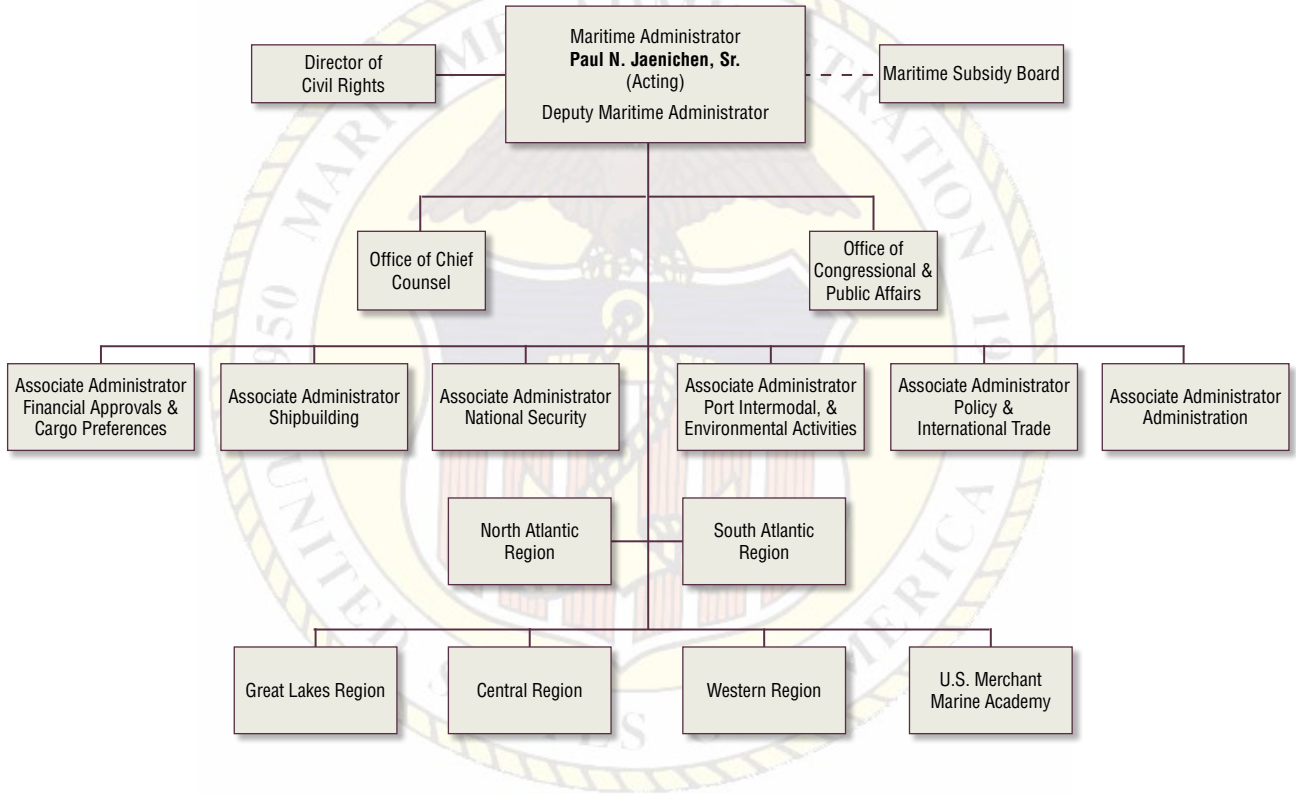 Maritime Administrator
Paul N. Jaenichen, Sr.
(Acting)
Deputy Maritime Administrator
Director of
Civil Rights
Maritime Subsidy Board
Office of Chief
Counsel
Office of
Congressional &
Public Affairs
Associate Administrator
Financial Approvals &
Cargo Preferences
Associate Administrator
Shipbuilding
Associate Administrator
National Security
Associate Administrator
Port Intermodal, &
Environmental Activities
Associate Administrator
Policy &
International Trade
Associate Administrator
Administration
North Atlantic
Region
South Atlantic
Region
Great Lakes Region
Central Region
Western Region
U.S. Merchant
Marine Academy